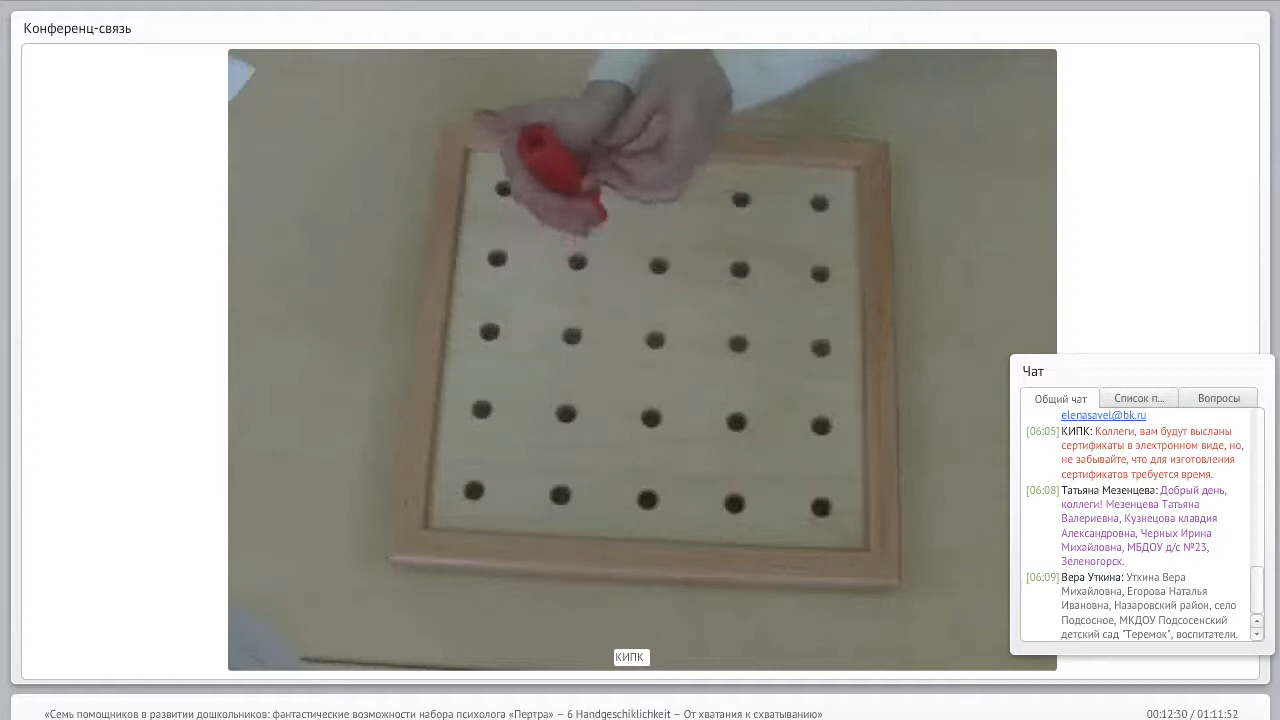 Конференц-связь
КИПК
Чат
Общий чат
Список п...
Вопросы
elenasavel@bk.ru
[06:05] КИПК: Коллеги, вам будут высланы
сертификаты в электронном виде, но,
не забывайте, что для изготовления
сертификатов требуется время.
[06:08] Татьяна Мезенцева: Добрый день,
коллеги! Мезенцева Татьяна
Валериевна, Кузнецова клавдия
Александровна, Черных Ирина
Михайловна, МБДОУ д/с №23,
Зеленогорск.
[06:09] Вера Уткина: Уткина Вера
Михайловна, Егорова Наталья
Ивановна, Назаровский район, село
Подсосное, МКДОУ Подсосенский
детский сад "Теремок", воспитатели.
«Семь помощников в развитии дошкольников: фантастические возможности набора психолога «Пертра» – 6 Handgeschiklichkeit – От хватания к схватыванию»
00:12:30 / 01:11:52